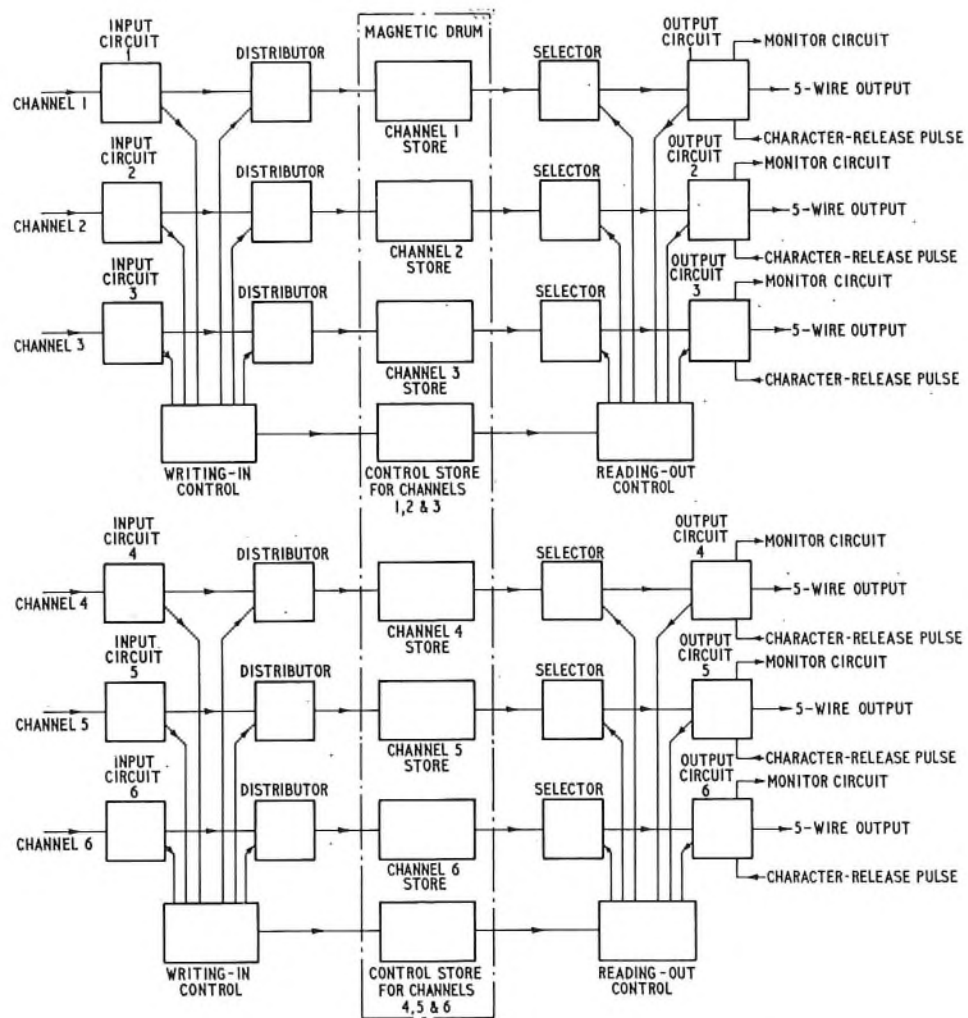 INPUT
CIRCUIT
1
DISTRIBUTOR
MAGNETIC DRUM
SELECTOR
OUTPUT
CIRCUIT
1
MONITOR CIRCUIT
CHANNEL 1
5-WIRE OUTPUT
CHANNEL 1
STORE
CHARACTER-RELEASE PULSE
INPUT
CIRCUIT
2
DISTRIBUTOR
SELECTOR
OUTPUT
CIRCUIT
2
MONITOR CIRCUIT
CHANNEL 2
5-WIRE OUTPUT
CHANNEL 2
STORE
CHARACTER-RELEASE PULSE
INPUT
CIRCUIT
3
DISTRIBUTOR
SELECTOR
OUTPUT
CIRCUIT
3
MONITOR CIRCUIT
CHANNEL 3
5-WIRE OUTPUT
CHANNEL 3
STORE
CHARACTER-RELEASE PULSE
WRITING-IN
CONTROL
CONTROL STORE
FOR CHANNELS
1,2 & 3
READING-OUT
CONTROL
INPUT
CIRCUIT
4
DISTRIBUTOR
SELECTOR
OUTPUT
CIRCUIT
4
MONITOR CIRCUIT
CHANNEL 4
5-WIRE OUTPUT
CHANNEL 4
STORE
CHARACTER-RELEASE PULSE
INPUT
CIRCUIT
5
DISTRIBUTOR
SELECTOR
OUTPUT
CIRCUIT
5
MONITOR CIRCUIT
CHANNEL 5
5-WIRE OUTPUT
CHANNEL 5
STORE
CHARACTER-RELEASE PULSE
INPUT
CIRCUIT
6
DISTRIBUTOR
SELECTOR
OUTPUT
CIRCUIT
6
MONITOR CIRCUIT
CHANNEL 6
5-WIRE OUTPUT
CHANNEL 6
STORE
CHARACTER-RELEASE PULSE
WRITING-IN
CONTROL
CONTROL STORE
FOR CHANNELS
4,5 & 6
READING-OUT
CONTROL